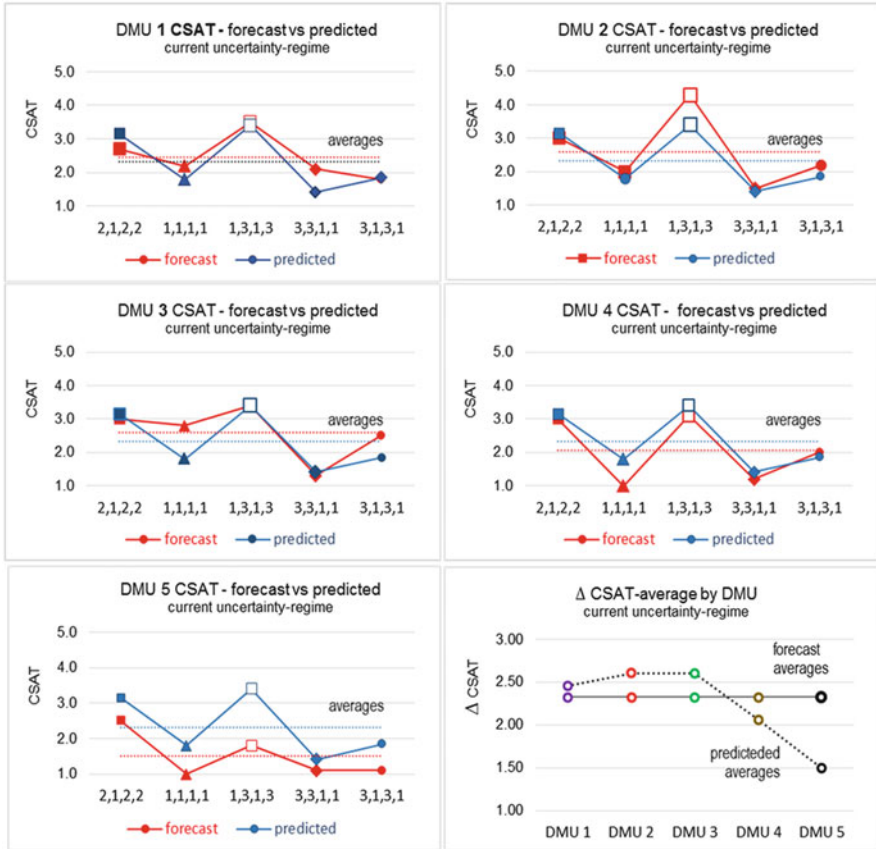 DMU 1 CSAT - forecast vs predicted
current uncertainty-regime
5.0
4.0
3.0
2.0
1.0
CSAT
averages
2,1,2,2 1,1,1,1 1,3,1,3 3,3,1,1 3,1,3,1
forecast predicted
DMU 2 CSAT - forecast vs predicted
current uncertainty-regime
5.0
4.0
3.0
2.0
1.0
CSAT
averages
2,1,2,2 1,1,1,1 1,3,1,3 3,3,1,1 3,1,3,1
forecast predicted
DMU 3 CSAT - forecast vs predicted
current uncertainty-regime
5.0
4.0
3.0
2.0
1.0
CSAT
averages
2,1,2,2 1,1,1,1 1,3,1,3 3,3,1,1 3,1,3,1
forecast predicted
DMU 4 CSAT - forecast vs predicted
current uncertainty-regime
5.0
4.0
3.0
2.0
1.0
CSAT
averages
2,1,2,2 1,1,1,1 1,3,1,3 3,3,1,1 3,1,3,1
forecast predicted
DMU 5 CSAT - forecast vs predicted
current uncertainty-regime
5.0
4.0
3.0
2.0
1.0
CSAT
averages
2,1,2,2 1,1,1,1 1,3,1,3 3,3,1,1 3,1,3,1
forecast predicted
Δ CSAT-average by DMU
current uncertainty-regime
3.00
2.50
2.00
1.50
1.00
Δ CSAT
forecast
averages
predicteded
averages
DMU 1 DMU 2 DMU 3 DMU 4 DMU 5